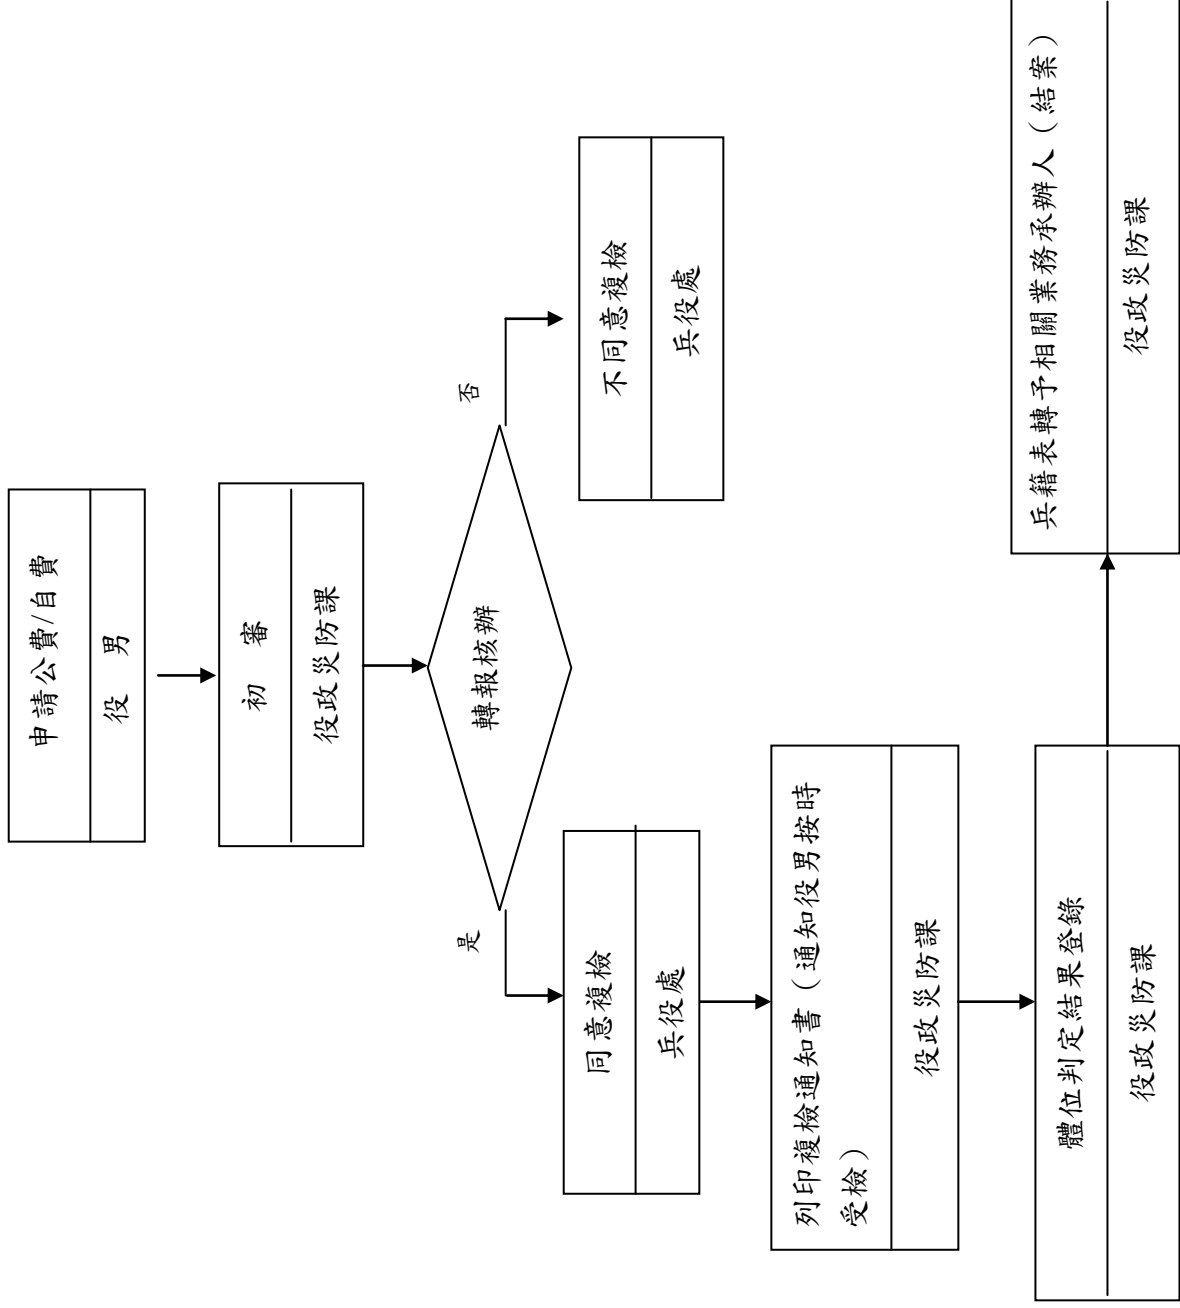 申請公費/自費
役 男
初 審
役政災防課
轉報核辦
是
否
同意複檢
兵役處
不同意複檢
兵役處
列印複檢通知書（通知役男按時
受檢）
役政災防課
體位判定結果登錄
役政災防課
兵籍表轉予相關業務承辦人（結案）
役政災防課